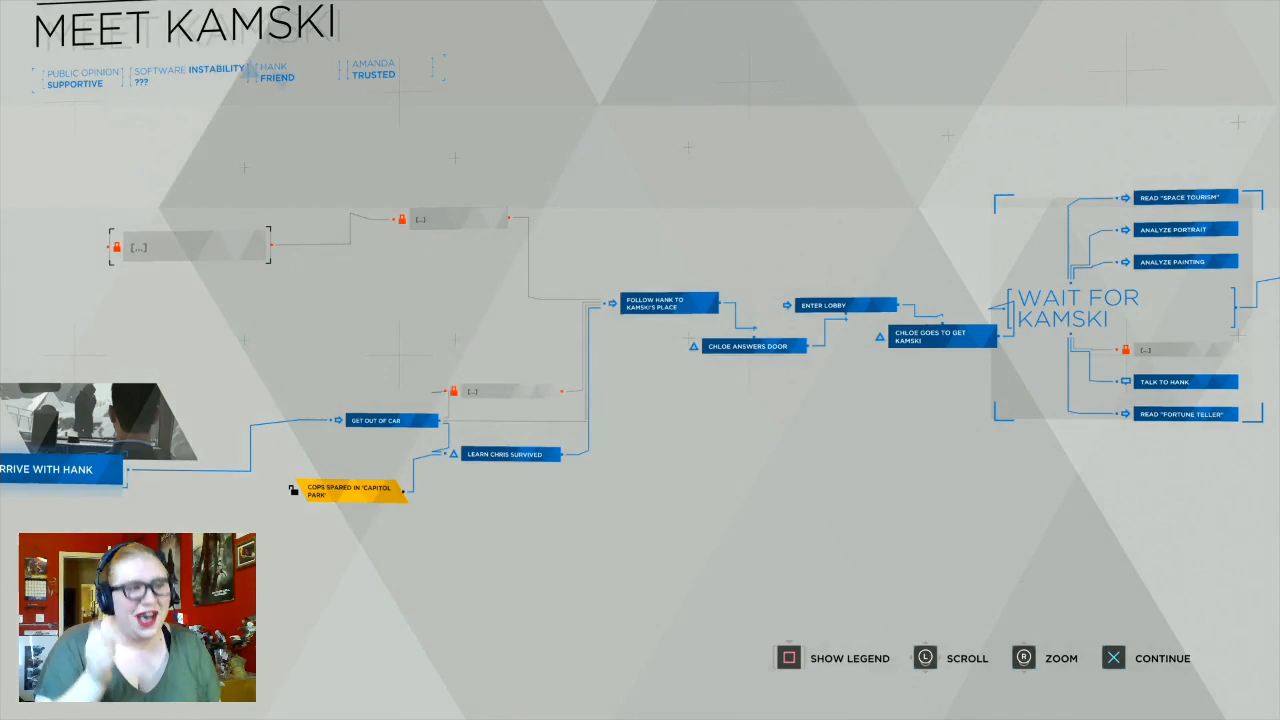 MEET KAMSKI
PUBLIC OPINION
SUPPORTIVE
SOFTWARE INSTABILITY
???
HANK
FRIEND
AMANDA
TRUSTED
[...]
[...]
READ "SPACE TOURISM"
ANALYZE PORTRAIT
ANALYZE PAINTING
FOLLOW HANK TO
KAMSKI'S PLACE
ENTER LOBBY
WAIT FOR
KAMSKI
CHLOE ANSWERS DOOR
CHLOE GOES TO GET
KAMSKI
[...]
TALK TO HANK
READ "FORTUNE TELLER"
[...]
GET OUT OF CAR
LEARN CHRIS SURVIVED
RRIVE WITH HANK
COPS SPARED IN 'CAPITOL
PARK'
SHOW LEGEND
L
SCROLL
R
ZOOM
CONTINUE